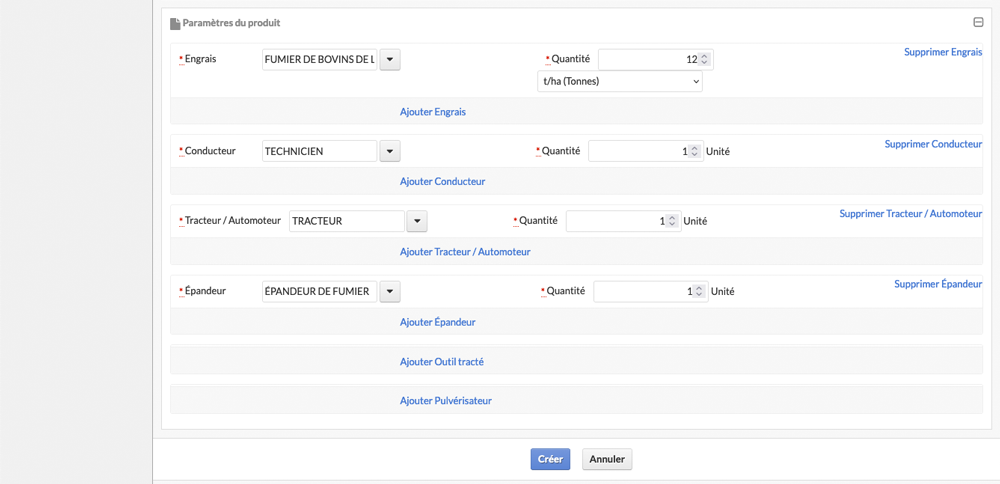 Paramètres du produit
* Engrais FUMIER DE BOVINS DE L * Quantité 12 Supprimer Engrais
t/ha (Tonnes)
Ajouter Engrais
* Conducteur TECHNICIEN * Quantité 1 Unité Supprimer Conducteur
Ajouter Conducteur
* Tracteur / Automoteur TRACTEUR * Quantité 1 Unité Supprimer Tracteur / Automoteur
Ajouter Tracteur / Automoteur
* Épandeur ÉPANDEUR DE FUMIER * Quantité 1 Unité Supprimer Épandeur
Ajouter Épandeur
Ajouter Outil tracté
Ajouter Pulvérisateur
Créer Annuler